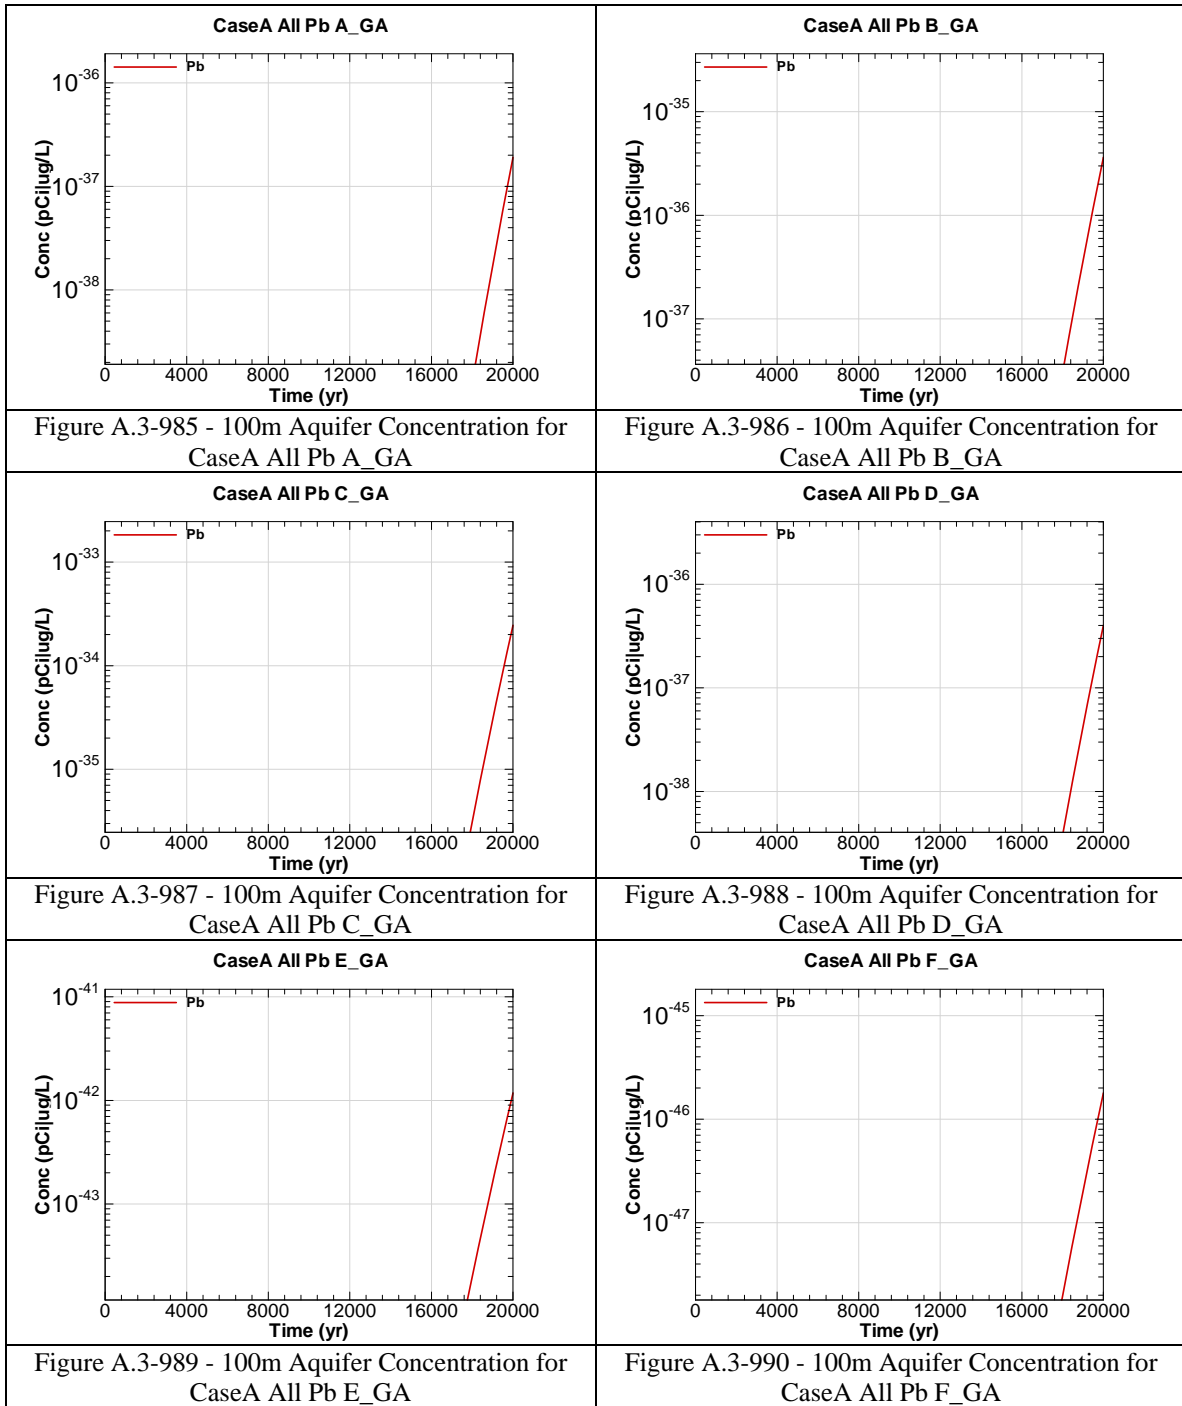 CaseA All Pb A_GA
Pb
10-36
10-37
10-38
Conc (pCi|ug/L)
0 4000 8000 12000 16000 20000
Time (yr)
Figure A.3-985 - 100m Aquifer Concentration for
CaseA All Pb A_GA
CaseA All Pb B_GA
Pb
10-35
10-36
10-37
Conc (pCi|ug/L)
0 4000 8000 12000 16000 20000
Time (yr)
Figure A.3-986 - 100m Aquifer Concentration for
CaseA All Pb B_GA
CaseA All Pb C_GA
Pb
10-33
10-34
10-35
Conc (pCi|ug/L)
0 4000 8000 12000 16000 20000
Time (yr)
Figure A.3-987 - 100m Aquifer Concentration for
CaseA All Pb C_GA
CaseA All Pb D_GA
Pb
10-36
10-37
10-38
Conc (pCi|ug/L)
0 4000 8000 12000 16000 20000
Time (yr)
Figure A.3-988 - 100m Aquifer Concentration for
CaseA All Pb D_GA
CaseA All Pb E_GA
Pb
10-41
10-42
10-43
Conc (pCi|ug/L)
0 4000 8000 12000 16000 20000
Time (yr)
Figure A.3-989 - 100m Aquifer Concentration for
CaseA All Pb E_GA
CaseA All Pb F_GA
Pb
10-45
10-46
10-47
Conc (pCi|ug/L)
0 4000 8000 12000 16000 20000
Time (yr)
Figure A.3-990 - 100m Aquifer Concentration for
CaseA All Pb F_GA